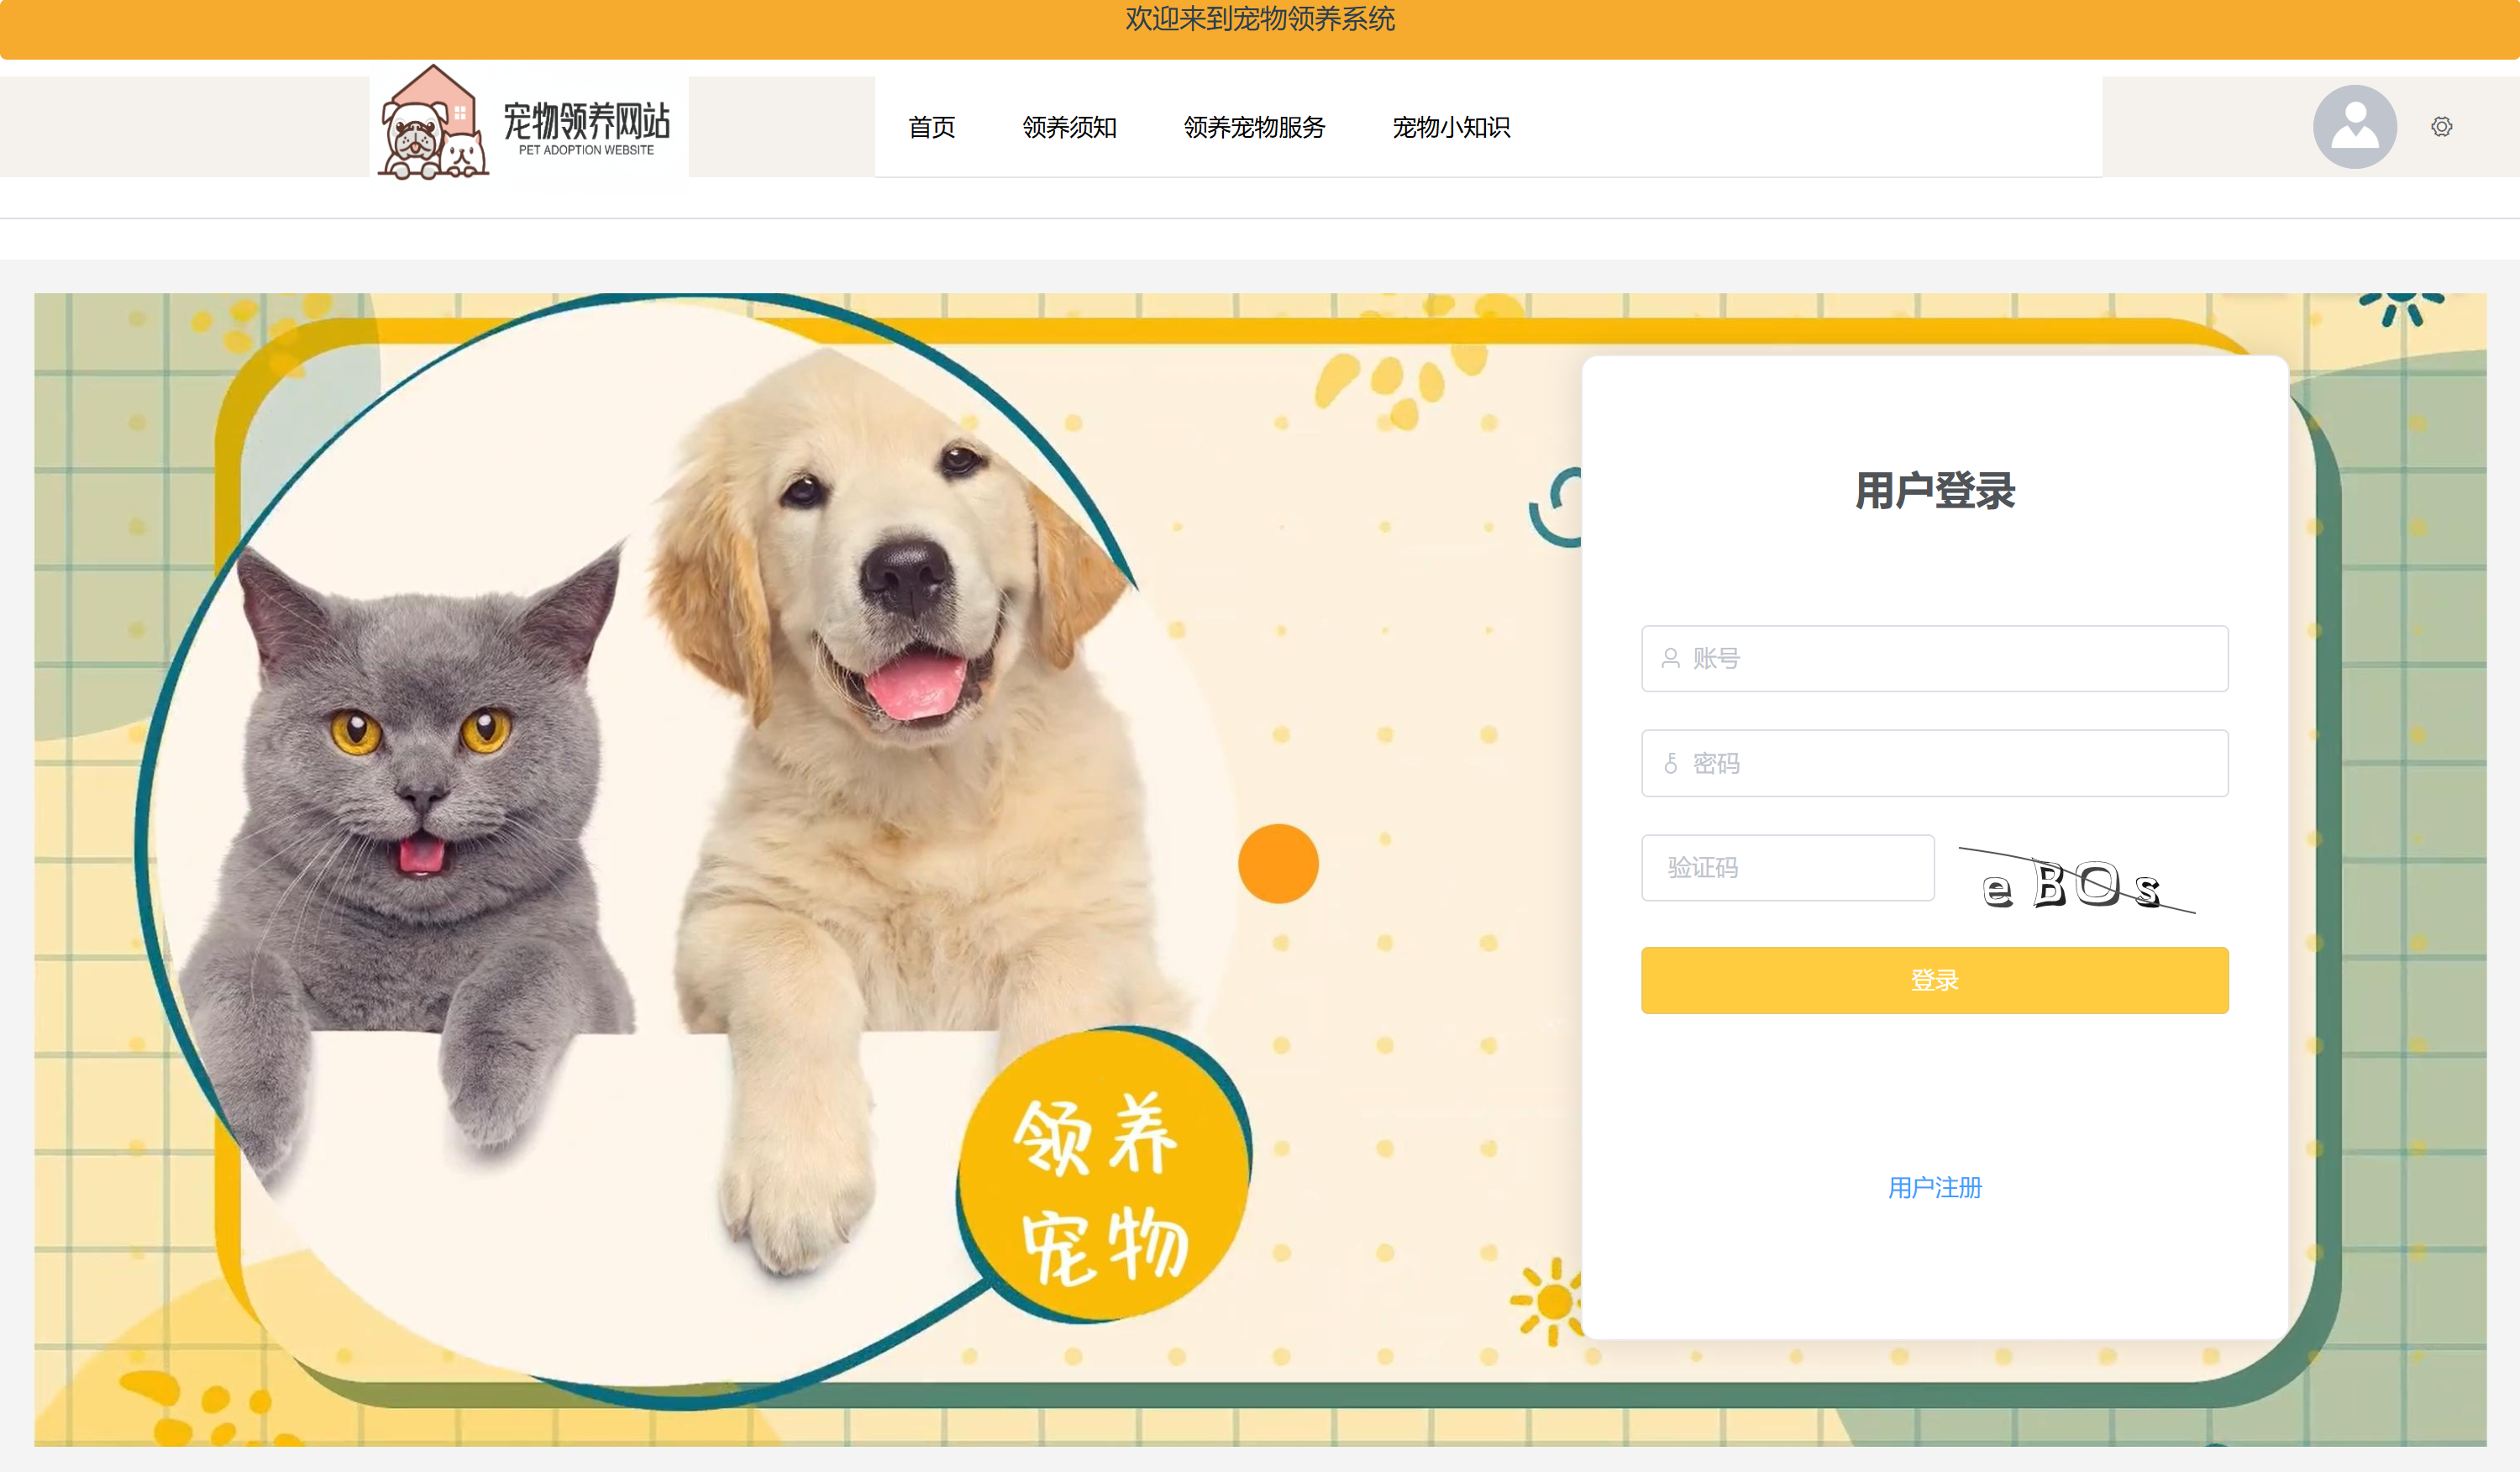 欢迎来到宠物领养系统
宠物领养网站
PET ADOPTION WEBSITE
首页
领养须知
领养宠物服务
宠物小知识
领养
宠物
用户登录
账号
密码
验证码
eBOs
登录
用户注册